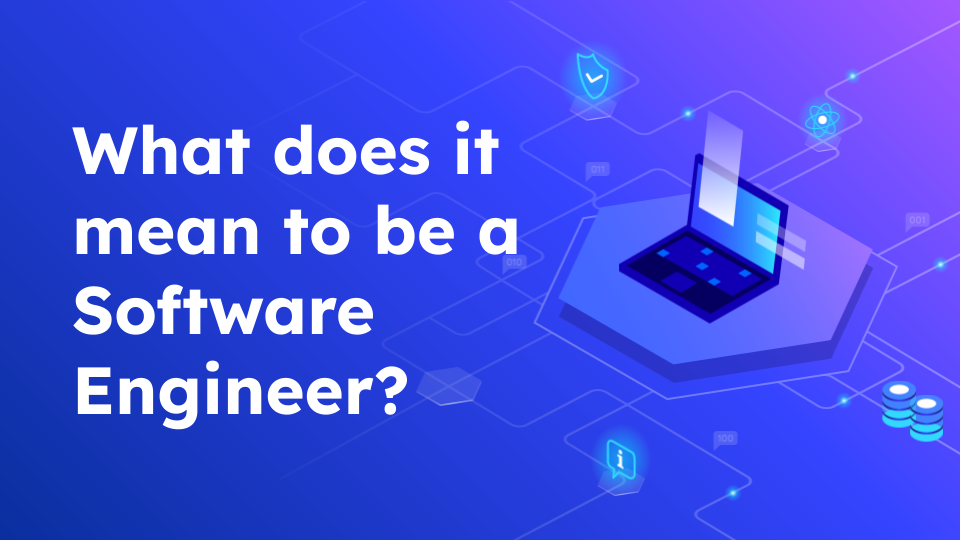 What does it
mean to be a
Software
Engineer?
011
001
010
100
i